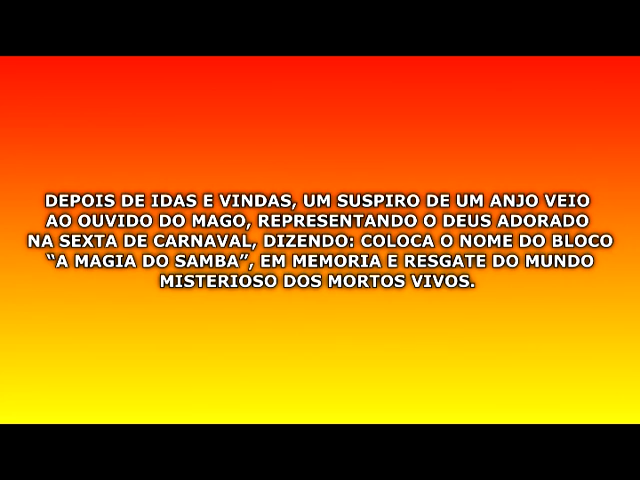 DEPOIS DE IDAS E VINDAS, UM SUSPIRO DE UM ANJO VEIO
AO OUVIDO DO MAGO, REPRESENTANDO O DEUS ADORADO
NA SEXTA DE CARNAVAL, DIZENDO: COLOCA O NOME DO BLOCO
“A MAGIA DO SAMBA”, EM MEMORIA E RESGATE DO MUNDO
MISTERIOSO DOS MORTOS VIVOS.